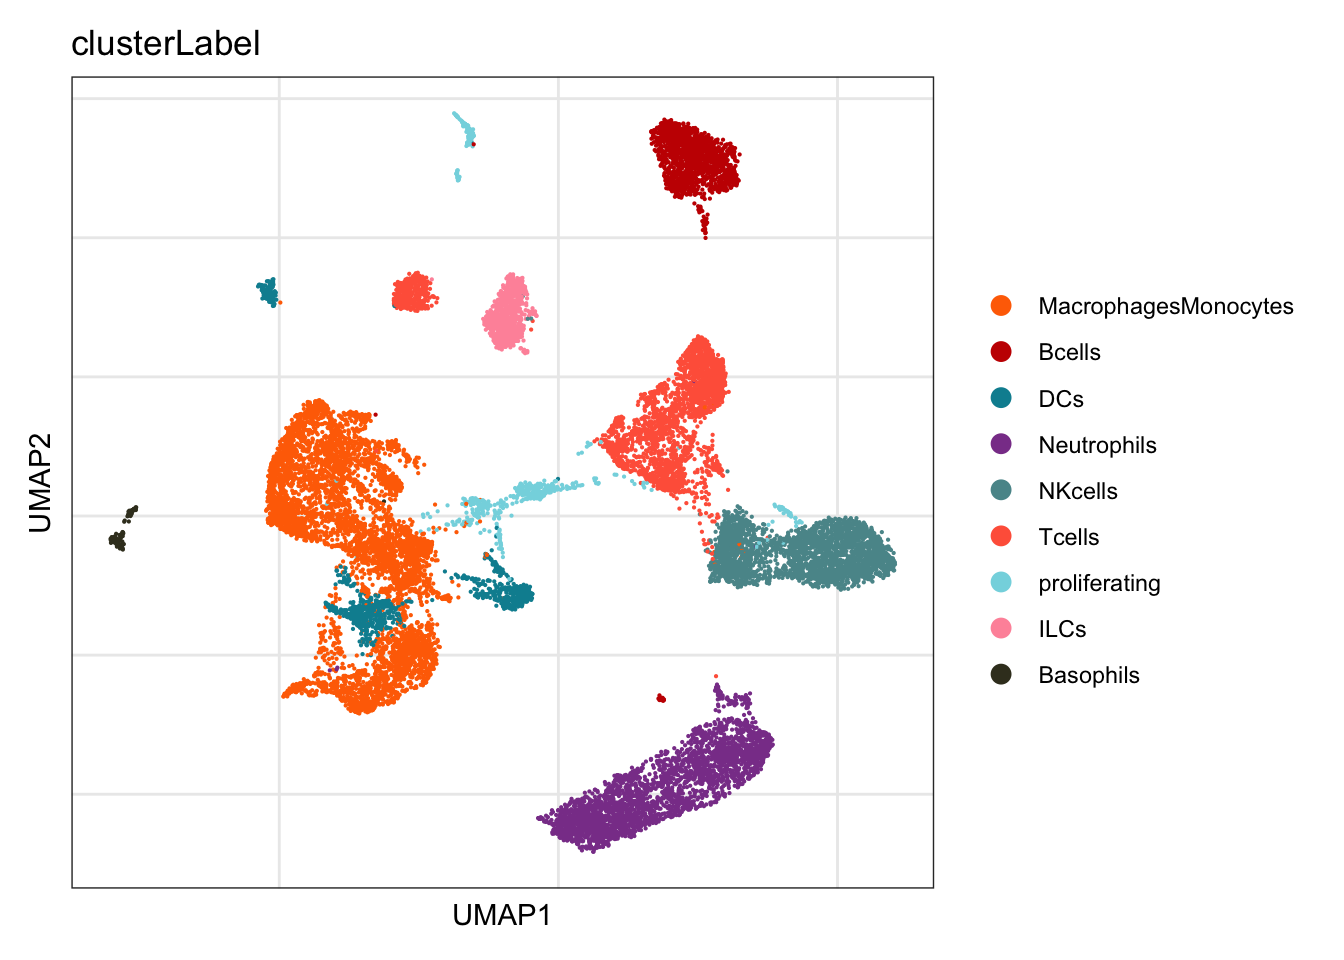 clusterLabel
UMAP2
UMAP1
MacrophagesMonocytes
Bcells
DCs
Neutrophils
NKcells
Tcells
proliferating
ILCs
Basophils